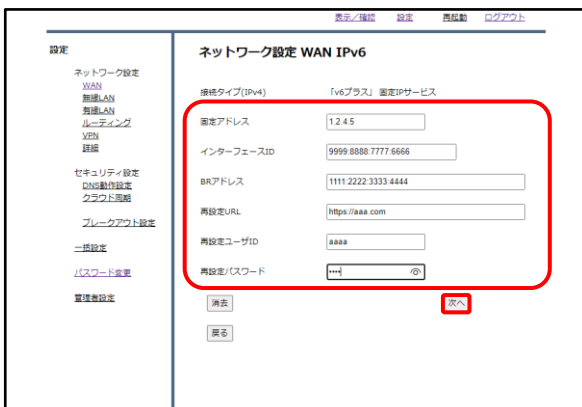 表示/確認 設定 再起動 ログアウト
設定
ネットワーク設定
WAN
無線LAN
有線LAN
ルーティング
VPN
詳細
セキュリティ設定
DNS動作設定
クラウド同期
ブレークアウト設定
一括設定
パスワード変更
管理者設定
ネットワーク設定 WAN IPv6
接続タイプ(IPv4) 「v6プラス」 固定IPサービス
固定アドレス 1.2.4.5
インターフェースID 9999:8888:7777:6666
BRアドレス 1111:2222:3333:4444
再設定URL https://aaa.com
再設定ユーザID aaaa
再設定パスワード ••••
消去 次へ
戻る